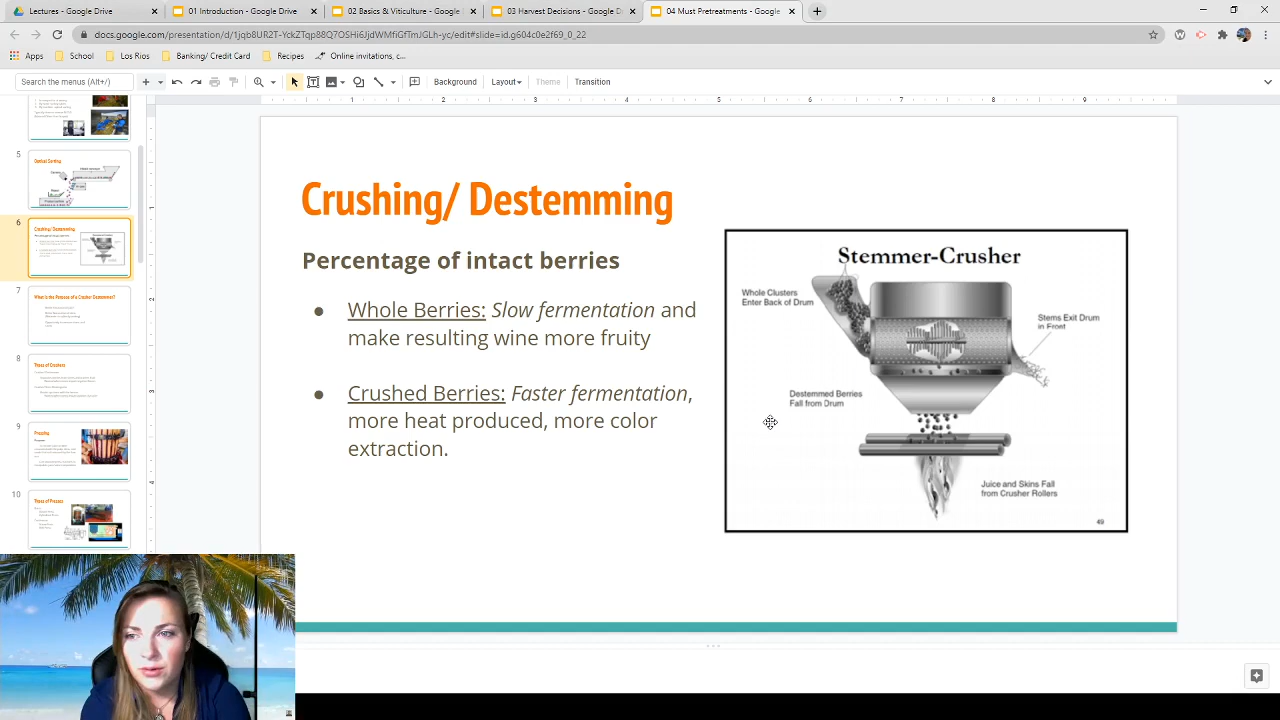 Lectures - Google Drive
01 Introduction - Google Drive
02 Basics & Viticulture - Google
03 Harvest Decisions - Google D
04 Must Pretreatments - Google
docs.google.com/presentation/d/1jqb8UR2T-YckZTqp88Q7OSHi6JjdWMfiGfTmJGLh-yc/edit#slide=id.g604c0e2f69_0_22
Apps
School
Los Rios
Banking/ Credit Card
Recipes
Online invitations, c...
Search the menus (Alt+/)
Background
Layout
Theme
Transition
5
Optical Sorting
6
Crushing/ Destemming
7
What is the Purpose of a Crusher Destemmer?
8
Types of Crushers
9
Pressing
10
Types of Presses
Crushing/ Destemming
Percentage of intact berries
● Whole Berries: Slow fermentation and
make resulting wine more fruity
● Crushed Berries: Faster fermentation,
more heat produced, more color
extraction.
Stemmer-Crusher
Whole Clusters
Enter Back of Drum
Stems Exit Drum
in Front
Destemmed Berries
Fall from Drum
Juice and Skins Fall
from Crusher Rollers
49